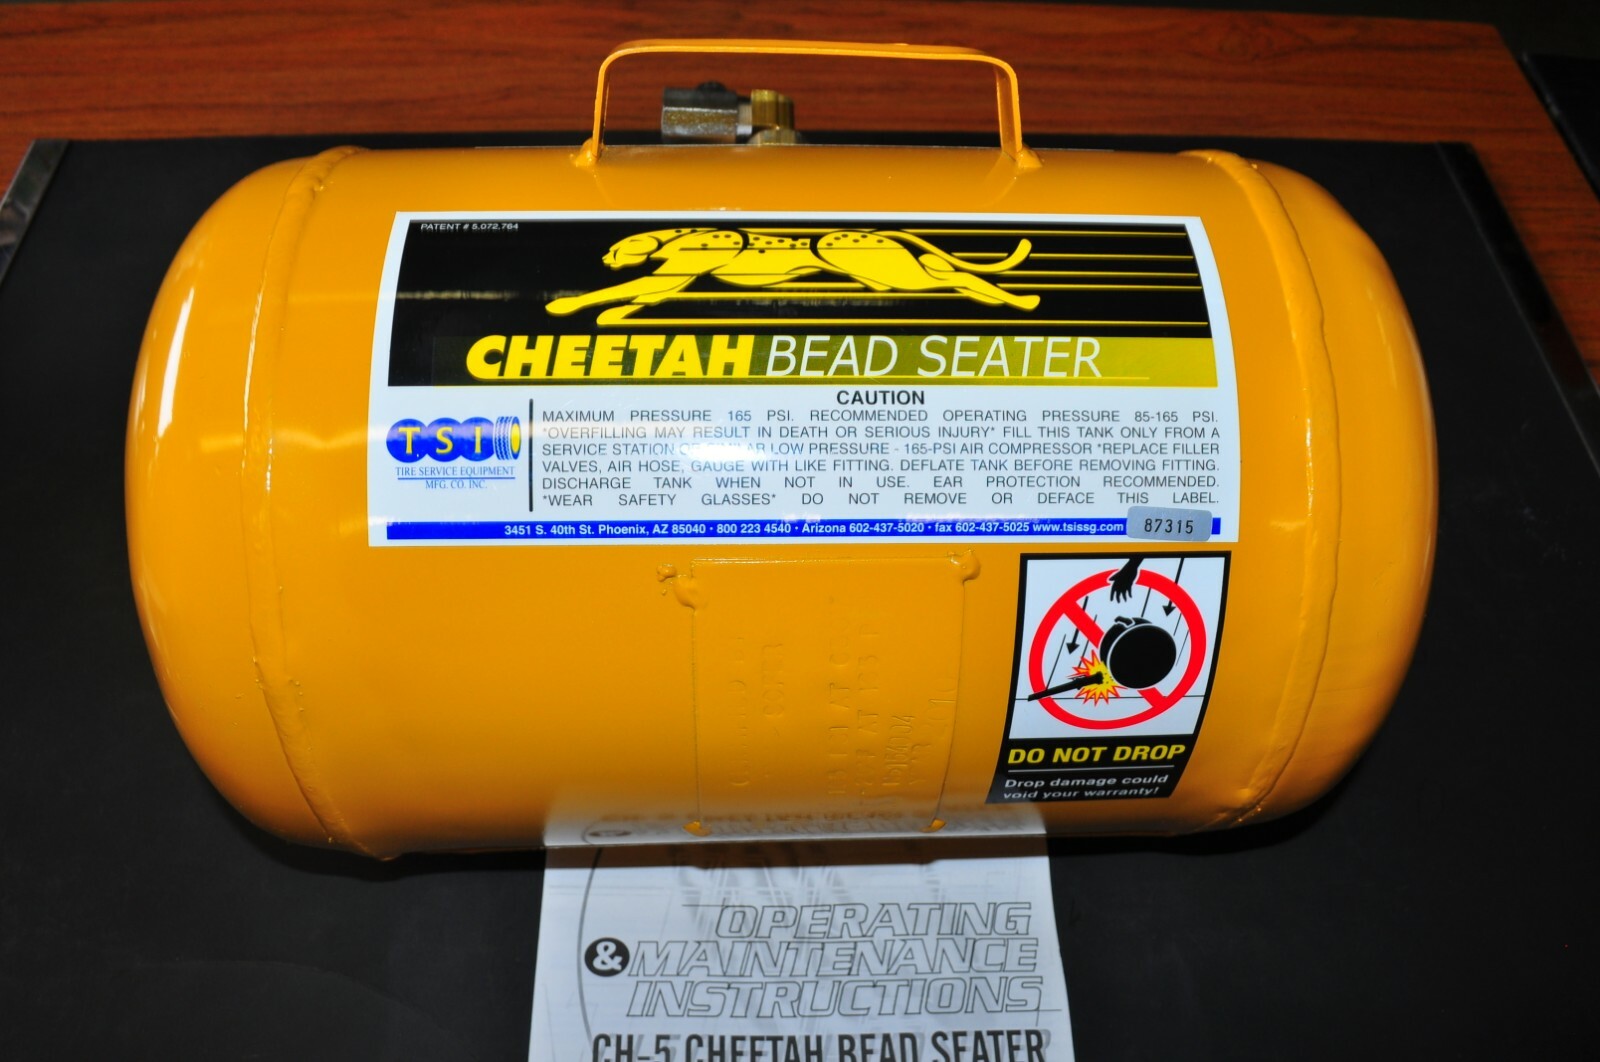 PATENT # 5,072,764
CHEETAH BEAD SEATER
CAUTION
MAXIMUM PRESSURE 165 PSI. RECOMMENDED OPERATING PRESSURE 85-165 PSI.
*OVERFILLING MAY RESULT IN DEATH OR SERIOUS INJURY* FILL THIS TANK ONLY FROM A
SERVICE STATION OR SIMILAR LOW PRESSURE - 165-PSI AIR COMPRESSOR *REPLACE FILLER
VALVES, AIR HOSE, GAUGE WITH LIKE FITTING. DEFLATE TANK BEFORE REMOVING FITTING.
DISCHARGE TANK WHEN NOT IN USE. EAR PROTECTION RECOMMENDED.
*WEAR SAFETY GLASSES* DO NOT REMOVE OR DEFACE THIS LABEL.
TSI
TIRE SERVICE EQUIPMENT
MFG. CO. INC.
3451 S. 40th St. Phoenix, AZ 85040 • 800 223 4540 • Arizona 602-437-5020 • fax 602-437-5025 www.tsissg.com
87315
DO NOT DROP
Drop damage could
void your warranty!
OPERATING
& MAINTENANCE
INSTRUCTIONS
CH-5 CHEETAH BEAD SEATER